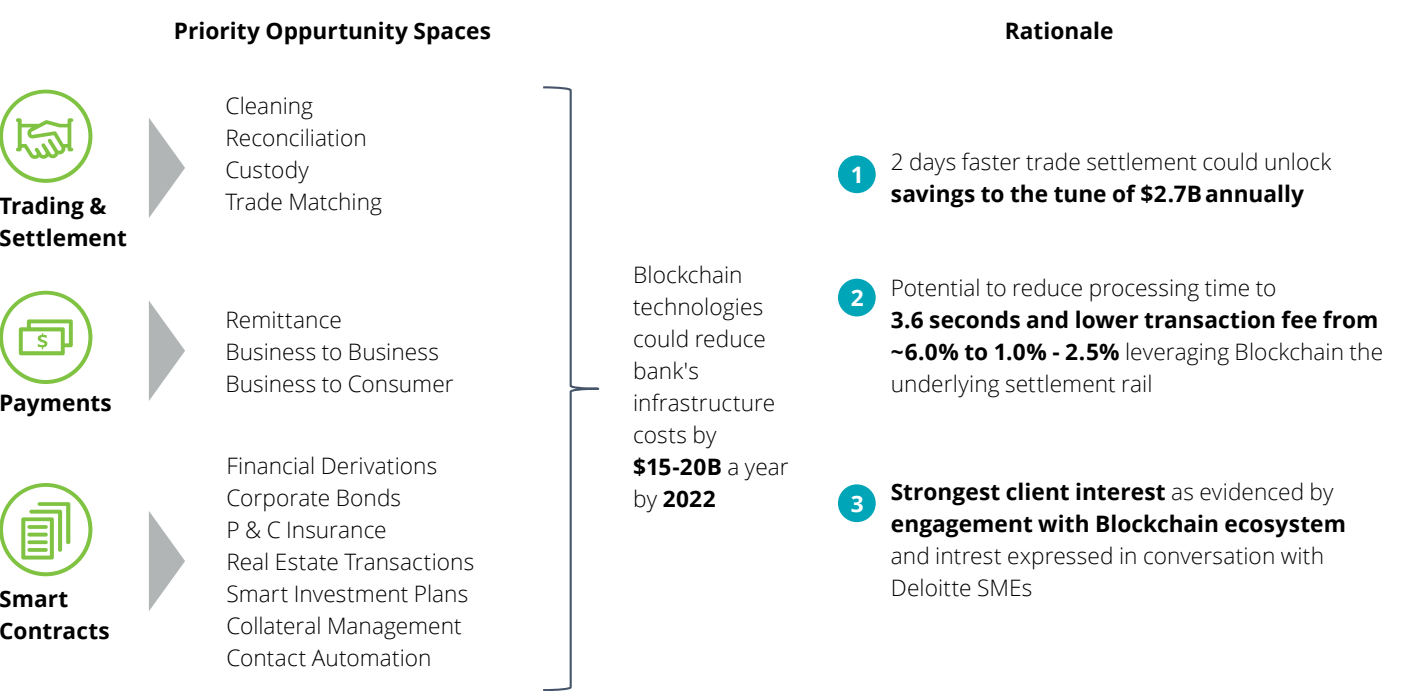 Priority Oppurtunity Spaces
Rationale
Trading &
Settlement
Cleaning
Reconciliation
Custody
Trade Matching
$
Payments
Remittance
Business to Business
Business to Consumer
Smart
Contracts
Financial Derivations
Corporate Bonds
P & C Insurance
Real Estate Transactions
Smart Investment Plans
Collateral Management
Contact Automation
Blockchain
technologies
could reduce
bank's
infrastructure
costs by
$15-20B a year
by 2022
1
2 days faster trade settlement could unlock
savings to the tune of $2.7B annually
2
Potential to reduce processing time to
3.6 seconds and lower transaction fee from
~6.0% to 1.0% - 2.5% leveraging Blockchain the
underlying settlement rail
3
Strongest client interest as evidenced by
engagement with Blockchain ecosystem
and intrest expressed in conversation with
Deloitte SMEs